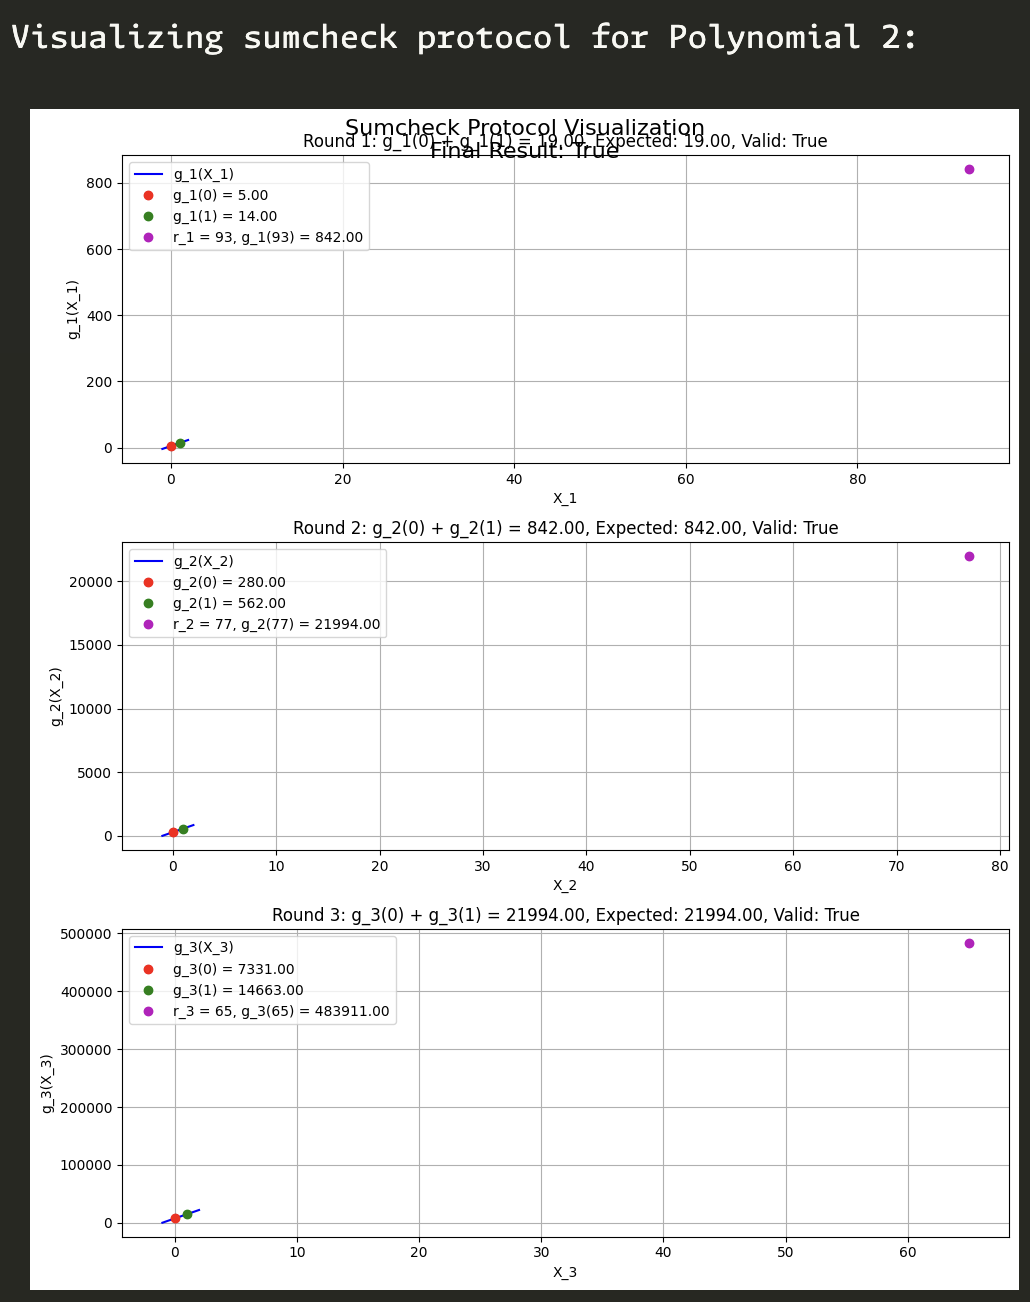 Visualizing sumcheck protocol for Polynomial 2:
Sumcheck Protocol Visualization
Final Result: True
Round 1: g_1(0) + g_1(1) = 19.00, Expected: 19.00, Valid: True
g_1(X_1)
g_1(0) = 5.00
g_1(1) = 14.00
r_1 = 93, g_1(93) = 842.00
800
600
400
200
0
g_1(X_1)
0 20 40 60 80
X_1
Round 2: g_2(0) + g_2(1) = 842.00, Expected: 842.00, Valid: True
g_2(X_2)
g_2(0) = 280.00
g_2(1) = 562.00
r_2 = 77, g_2(77) = 21994.00
20000
15000
10000
5000
0
g_2(X_2)
0 10 20 30 40 50 60 70 80
X_2
Round 3: g_3(0) + g_3(1) = 21994.00, Expected: 21994.00, Valid: True
g_3(X_3)
g_3(0) = 7331.00
g_3(1) = 14663.00
r_3 = 65, g_3(65) = 483911.00
500000
400000
300000
200000
100000
0
g_3(X_3)
0 10 20 30 40 50 60
X_3